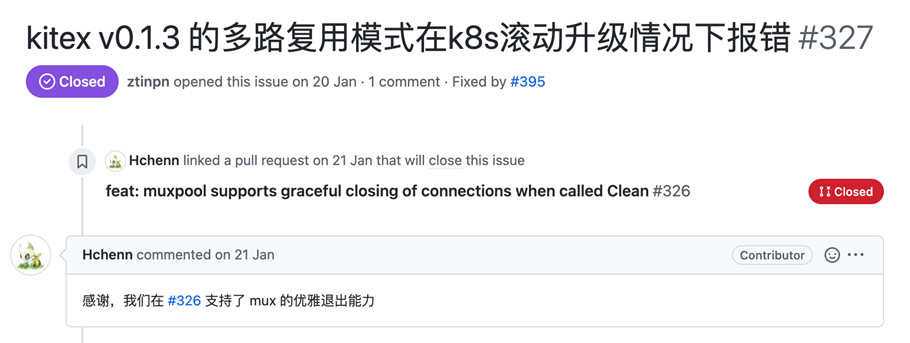 kitex v0.1.3 的多路复用模式在k8s滚动升级情况下报错 #327
Closed ztinpn opened this issue on 20 Jan · 1 comment · Fixed by #395
Hchenn linked a pull request on 21 Jan that will close this issue
feat: muxpool supports graceful closing of connections when called Clean #326 Closed
Hchenn commented on 21 Jan Contributor
感谢，我们在 #326 支持了 mux 的优雅退出能力